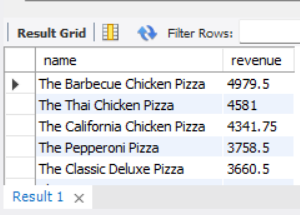 Result Grid Filter Rows:
name revenue
The Barbecue Chicken Pizza 4979.5
The Thai Chicken Pizza 4581
The California Chicken Pizza 4341.75
The Pepperoni Pizza 3758.5
The Classic Deluxe Pizza 3660.5
Result 1 ×